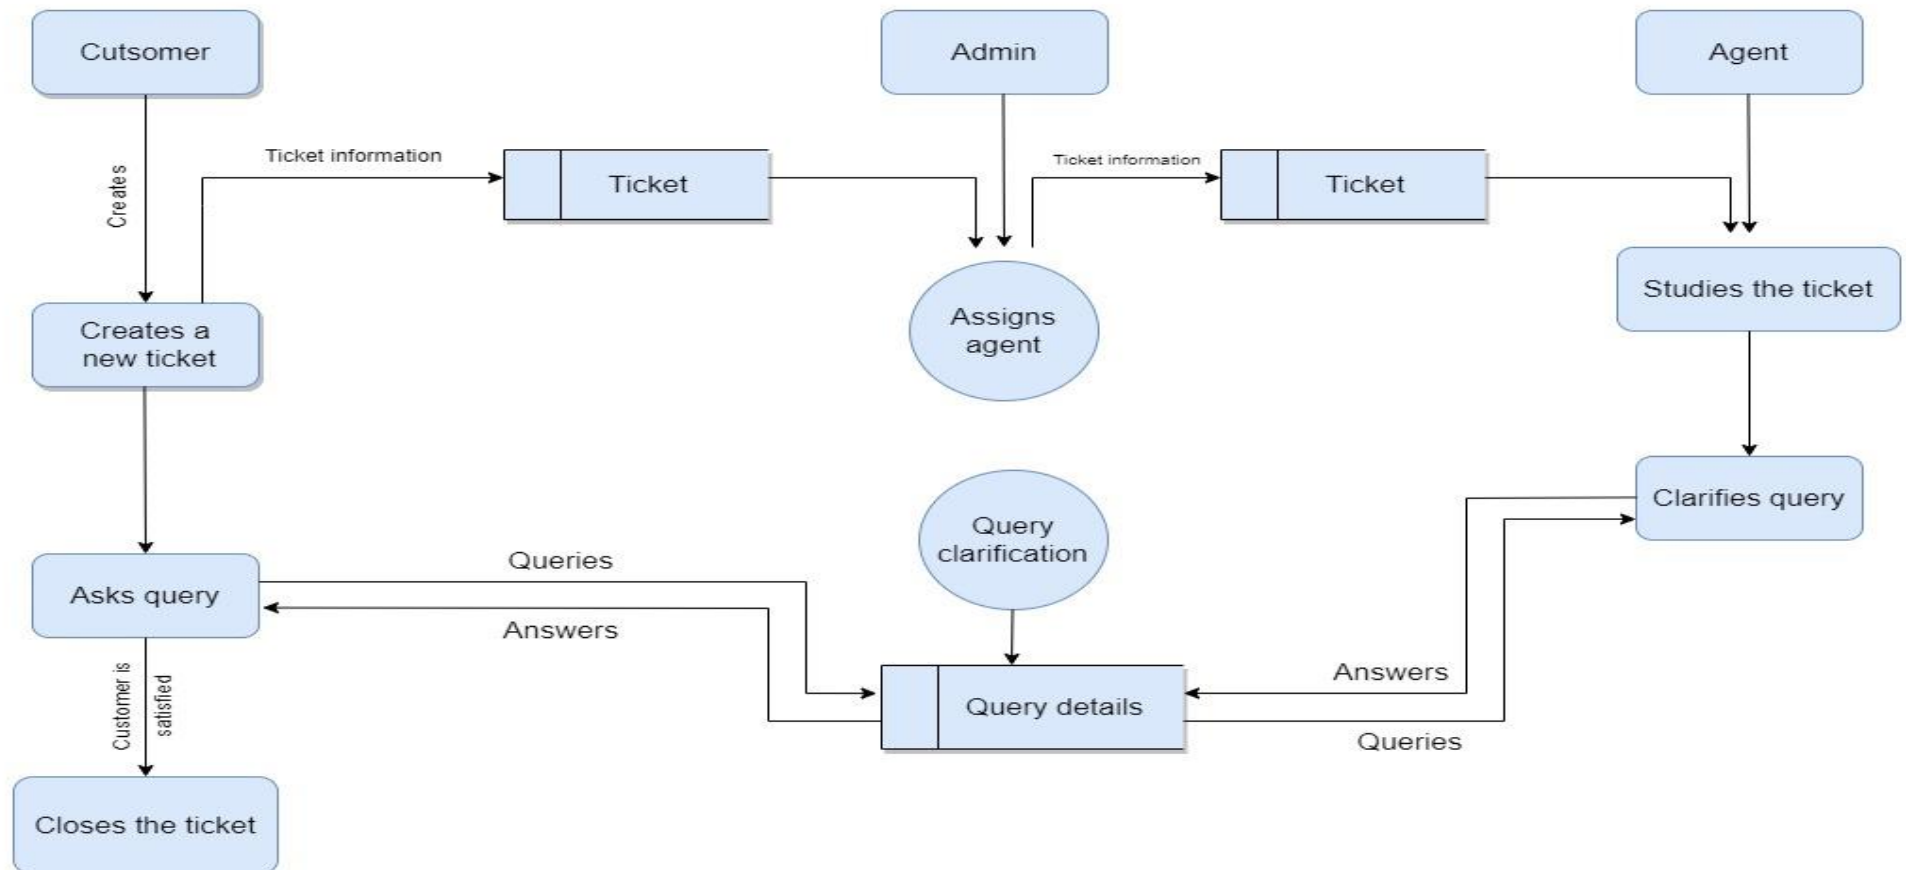 Cutsomer
Admin
Agent
Creates
Ticket information
Ticket
Ticket information
Ticket
Creates a
new ticket
Assigns
agent
Studies the ticket
Query
clarification
Clarifies query
Asks query
Queries
Answers
Customer is
satisfied
Query details
Answers
Queries
Closes the ticket